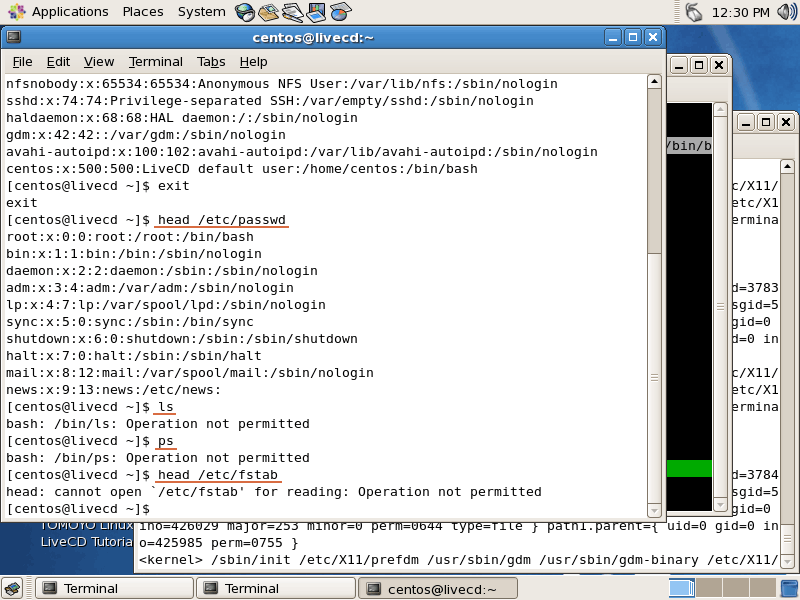 Applications Places System 12:30 PM
centos@livecd:~
File Edit View Terminal Tabs Help
nfsnobody:x:65534:65534:Anonymous NFS User:/var/lib/nfs:/sbin/nologin
sshd:x:74:74:Privilege-separated SSH:/var/empty/sshd:/sbin/nologin
haldaemon:x:68:68:HAL daemon:/:/sbin/nologin
gdm:x:42:42::/var/gdm:/sbin/nologin
avahi-autoipd:x:100:102:avahi-autoipd:/var/lib/avahi-autoipd:/sbin/nologin
centos:x:500:500:LiveCD default user:/home/centos:/bin/bash
[centos@livecd ~]$ exit
exit
[centos@livecd ~]$ head /etc/passwd
root:x:0:0:root:/root:/bin/bash
bin:x:1:1:bin:/bin:/sbin/nologin
daemon:x:2:2:daemon:/sbin:/sbin/nologin
adm:x:3:4:adm:/var/adm:/sbin/nologin
lp:x:4:7:lp:/var/spool/lpd:/sbin/nologin
sync:x:5:0:sync:/sbin:/bin/sync
shutdown:x:6:0:shutdown:/sbin:/sbin/shutdown
halt:x:7:0:halt:/sbin:/sbin/halt
mail:x:8:12:mail:/var/spool/mail:/sbin/nologin
news:x:9:13:news:/etc/news:
[centos@livecd ~]$ ls
bash: /bin/ls: Operation not permitted
[centos@livecd ~]$ ps
bash: /bin/ps: Operation not permitted
[centos@livecd ~]$ head /etc/fstab
head: cannot open `/etc/fstab' for reading: Operation not permitted
[centos@livecd ~]$
/bin/b
c/X11/
etc/X1
ermina
d=3783
sgid=5
gid=0
d=0 in
c/X11/
etc/X1
ermina
d=3784
sgid=5
gid=0
TOMOYO Linux
LiveCD Tutoria
ino=426029 major=253 minor=0 perm=0644 type=file } path1.parent={ uid=0 gid=0 in
o=425985 perm=0755 }
<kernel> /sbin/init /etc/X11/prefdm /usr/sbin/gdm /usr/sbin/gdm-binary /etc/X11/
Terminal Terminal centos@livecd:~